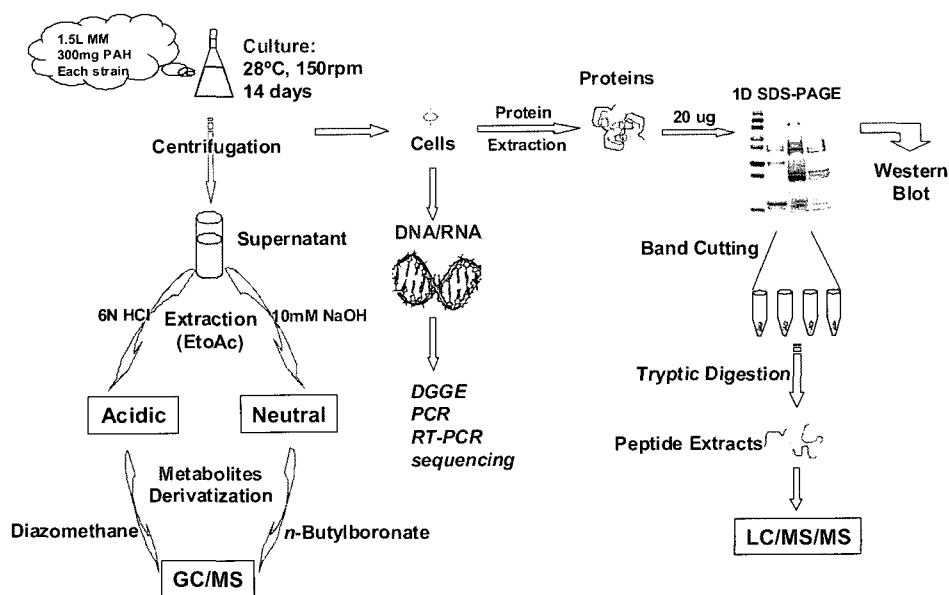 1.5L MM
300mg PAH
Each strain
Culture:
28ºC, 150rpm
14 days
Centrifugation
Cells
Protein
Extraction
Proteins
20 ug
1D SDS-PAGE
Western
Blot
Supernatant
DNA/RNA
Band Cutting
6N HCl
Extraction
(EtoAc)
10mM NaOH
Acidic
Neutral
DGGE
PCR
RT-PCR
sequencing
Tryptic Digestion
Peptide Extracts
Metabolites
Derivatization
Diazomethane
n-Butylboronate
GC/MS
LC/MS/MS